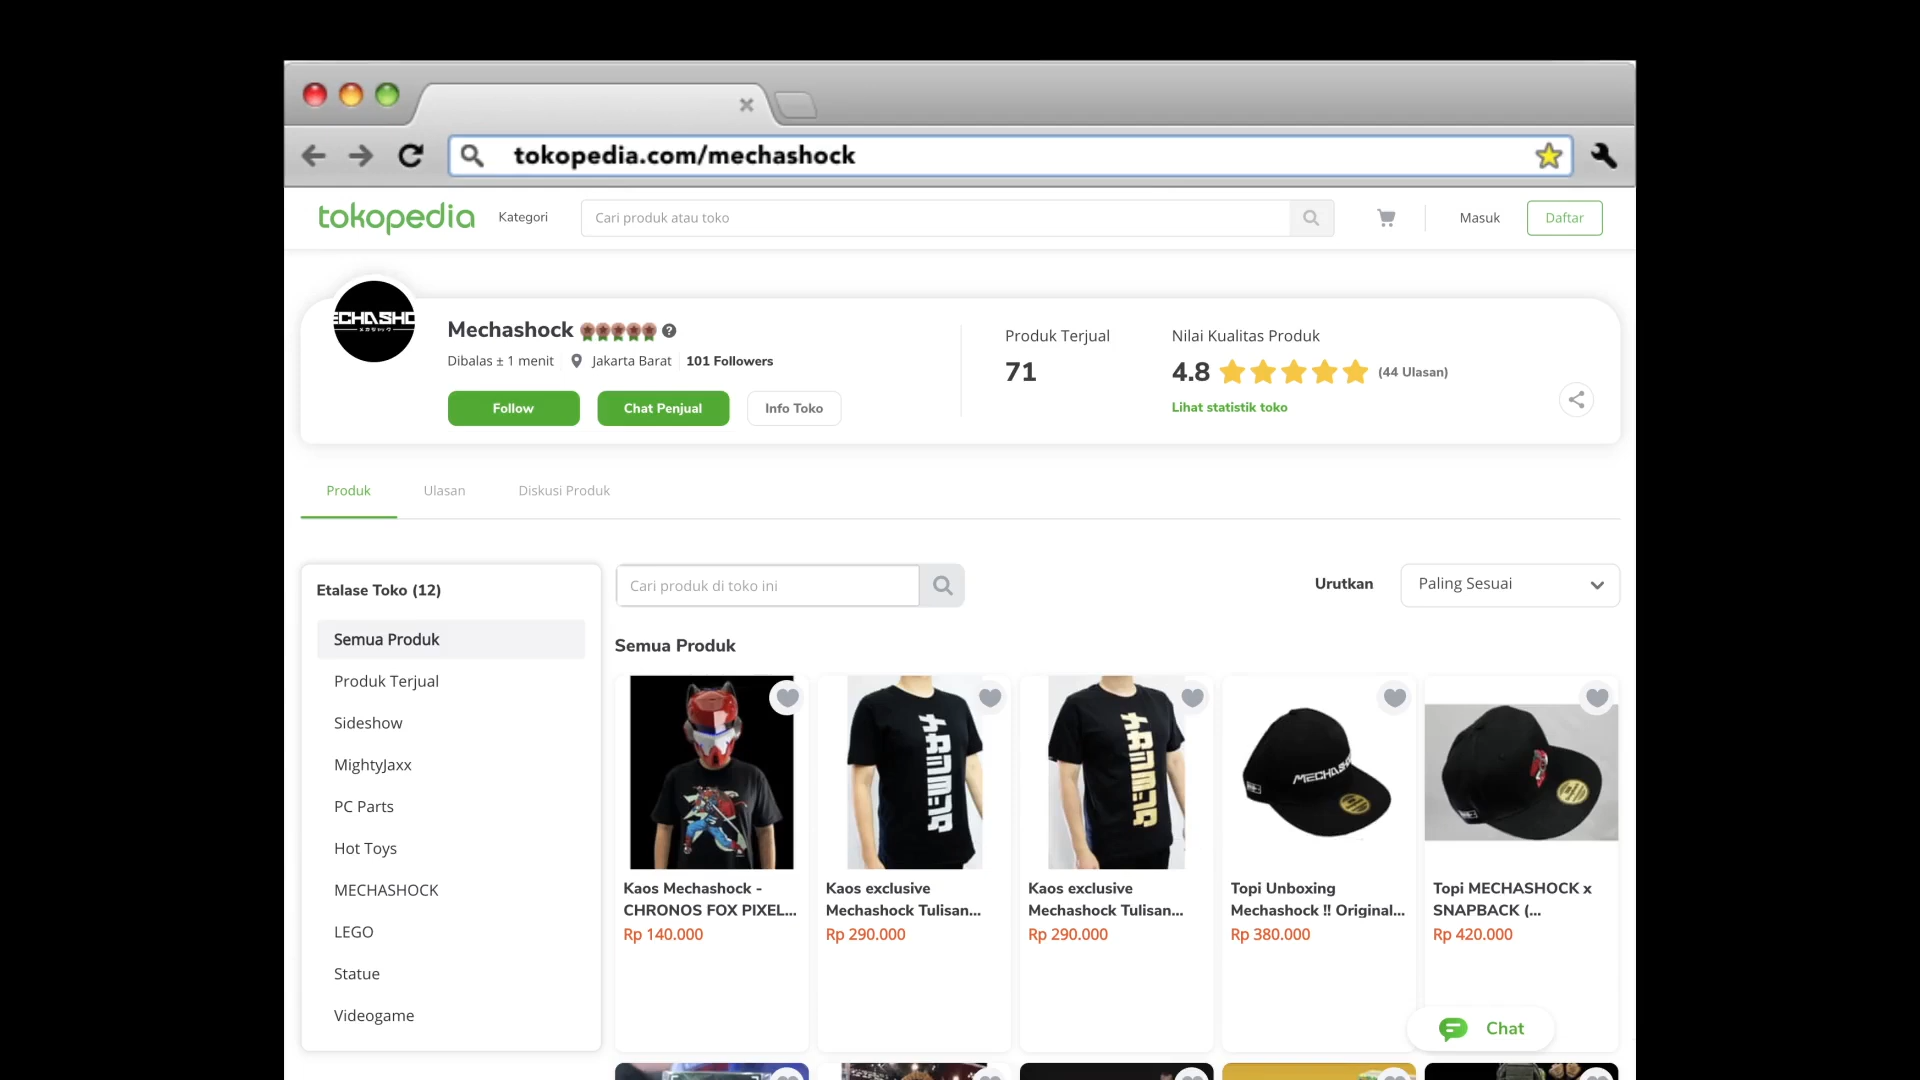 tokopedia.com/mechashock
tokopedia
Kategori
Cari produk atau toko
Masuk
Daftar
Mechashock
Dibalas ± 1 menit
Jakarta Barat
101 Followers
Follow
Chat Penjual
Info Toko
Produk Terjual
71
Nilai Kualitas Produk
4.8
(44 Ulasan)
Lihat statistik toko
Produk
Ulasan
Diskusi Produk
Etalase Toko (12)
Semua Produk
Produk Terjual
Sideshow
MightyJaxx
PC Parts
Hot Toys
MECHASHOCK
LEGO
Statue
Videogame
Cari produk di toko ini
Urutkan
Paling Sesuai
Semua Produk
Kaos Mechashock -
CHRONOS FOX PIXEL...
Rp 140.000
Kaos exclusive
Mechashock Tulisan...
Rp 290.000
Kaos exclusive
Mechashock Tulisan...
Rp 290.000
Topi Unboxing
Mechashock !! Original...
Rp 380.000
Topi MECHASHOCK x
SNAPBACK (...
Rp 420.000
Chat